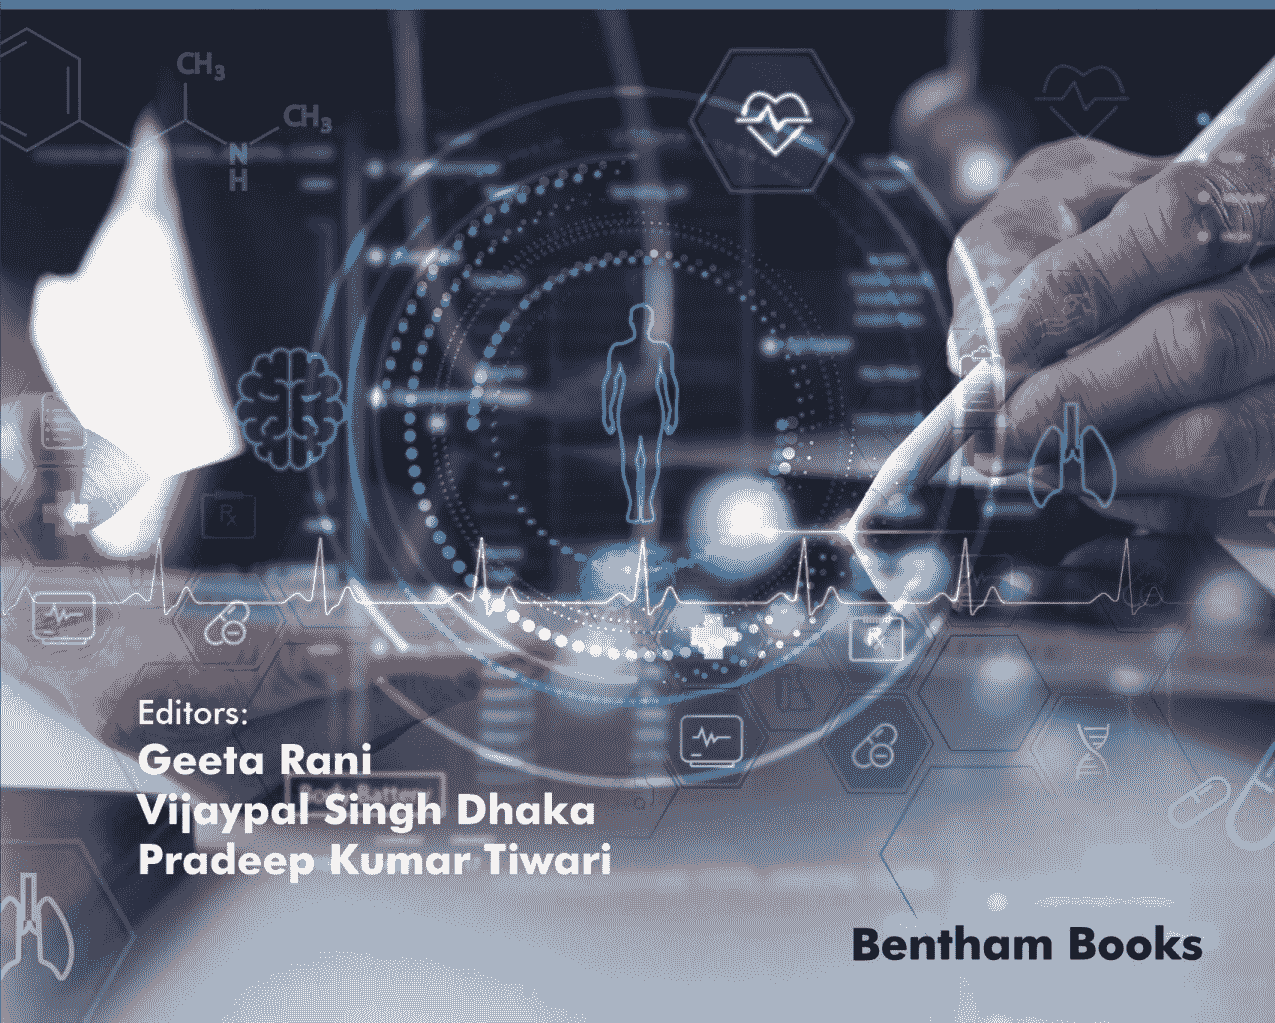 CH3
CH3
N
H
Rx
Rx
Editors:
Geeta Rani
Vijaypal Singh Dhaka
Pradeep Kumar Tiwari
Bentham Books